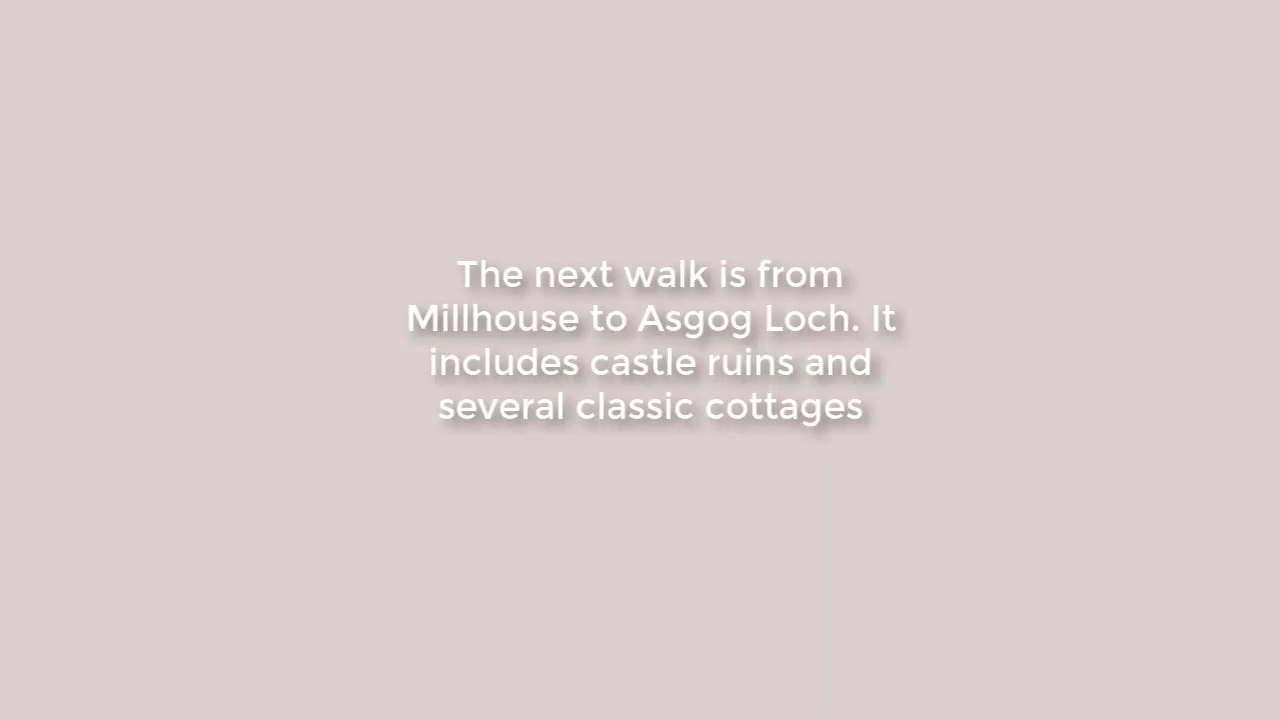 The next walk is from
Millhouse to Asgog Loch. It
includes castle ruins and
several classic cottages